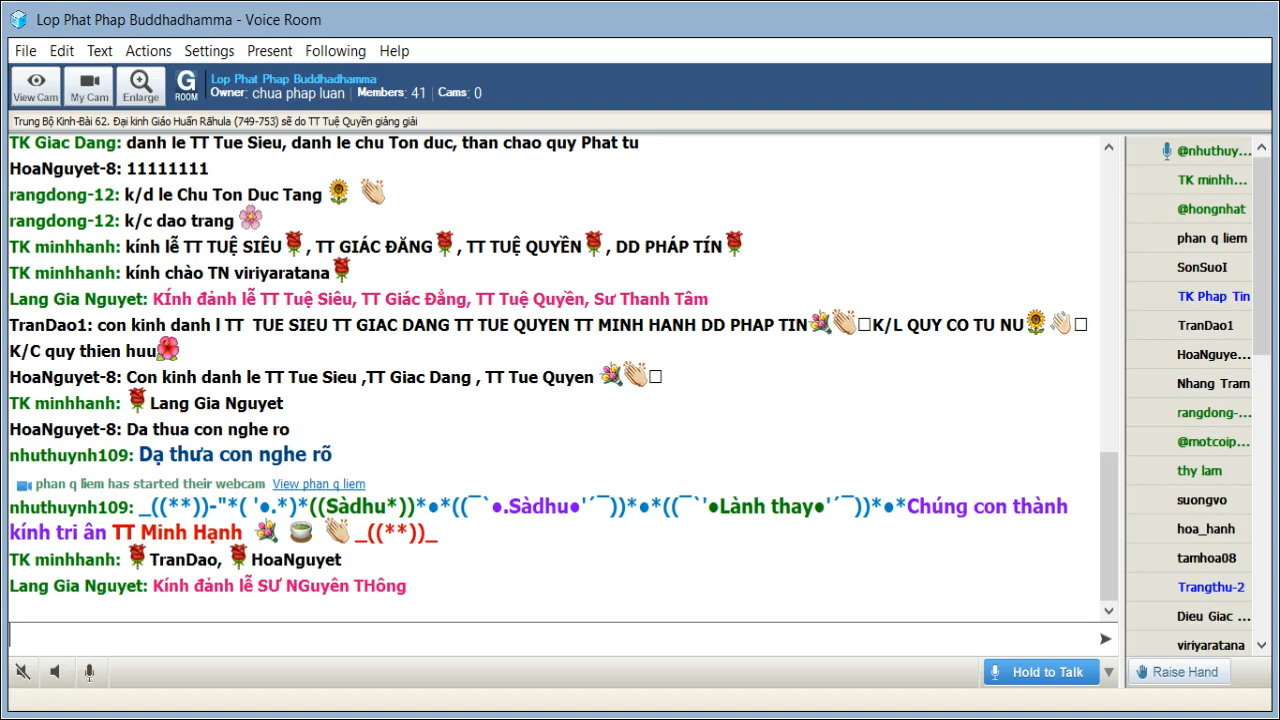 Lop Phat Phap Buddhadhamma - Voice Room
File Edit Text Actions Settings Present Following Help
View Cam My Cam Enlarge G ROOM
Lop Phat Phap Buddhadhamma
Owner: chua phap luan Members: 41 Cams: 0
Trung Bộ Kinh-Bài 62. Đại kinh Giáo Huấn Rãhula (749-753) sẽ do TT Tuệ Quyền giảng giải
TK Giac Dang: danh le TT Tue Sieu, danh le chu Ton duc, than chao quy Phat tu
HoaNguyet-8: 11111111
rangdong-12: k/d le Chu Ton Duc Tang 🌻 👏
rangdong-12: k/c dao trang 🌸
TK minhhanh: kính lễ TT TUỆ SIÊU🌹, TT GIÁC ĐĂNG🌹, TT TUỆ QUYỀN🌹, DD PHÁP TÍN🌹
TK minhhanh: kính chào TN viriyaratana🌹
Lang Gia Nguyet: KÍnh đảnh lễ TT Tuệ Siêu, TT Giác Đẳng, TT Tuệ Quyền, Sư Thanh Tâm
TranDao1: con kinh danh l TT  TUE SIEU TT GIAC DANG TT TUE QUYEN TT MINH HANH DD PHAP TIN💐👏□K/L QUY CO TU NU🌻👏□
K/C quy thien huu🌺
HoaNguyet-8: Con kinh danh le TT Tue Sieu ,TT Giac Dang , TT Tue Quyen 💐👏□
TK minhhanh: 🌹Lang Gia Nguyet
HoaNguyet-8: Da thua con nghe ro
nhuthuynh109: Dạ thưa con nghe rõ
phan q liem has started their webcam View phan q liem
nhuthuynh109: _((**))-"*( '●.*)*((Sàdhu*))*●*((¯`●.Sàdhu●'´¯))*●*((¯`'●Lành thay●'´¯))*●*Chúng con thành
kính tri ân TT Minh Hạnh 💐 🍵 👏 _((**))_
TK minhhanh: 🌹TranDao, 🌹HoaNguyet
Lang Gia Nguyet: Kính đảnh lễ SƯ NGuyên THông
@nhuthuy...
TK minhh...
@hongnhat
phan q liem
SonSuoI
TK Phap Tin
TranDao1
HoaNguye...
Nhang Tram
rangdong-...
@motcoip...
thy lam
suongvo
hoa_hanh
tamhoa08
Trangthu-2
Dieu Giac ...
viriyaratana
Hold to Talk
Raise Hand